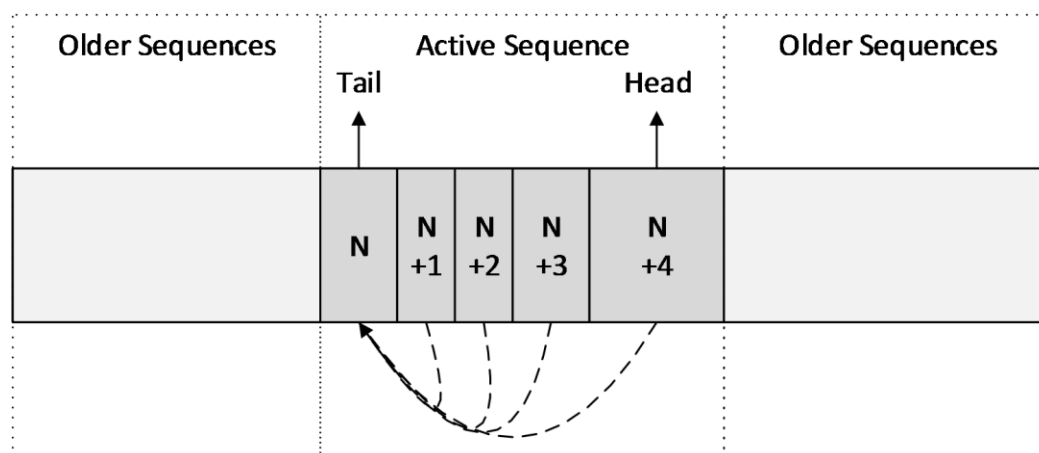 Older Sequences
Active Sequence
Older Sequences
Tail
Head
N
N
+1
N
+2
N
+3
N
+4